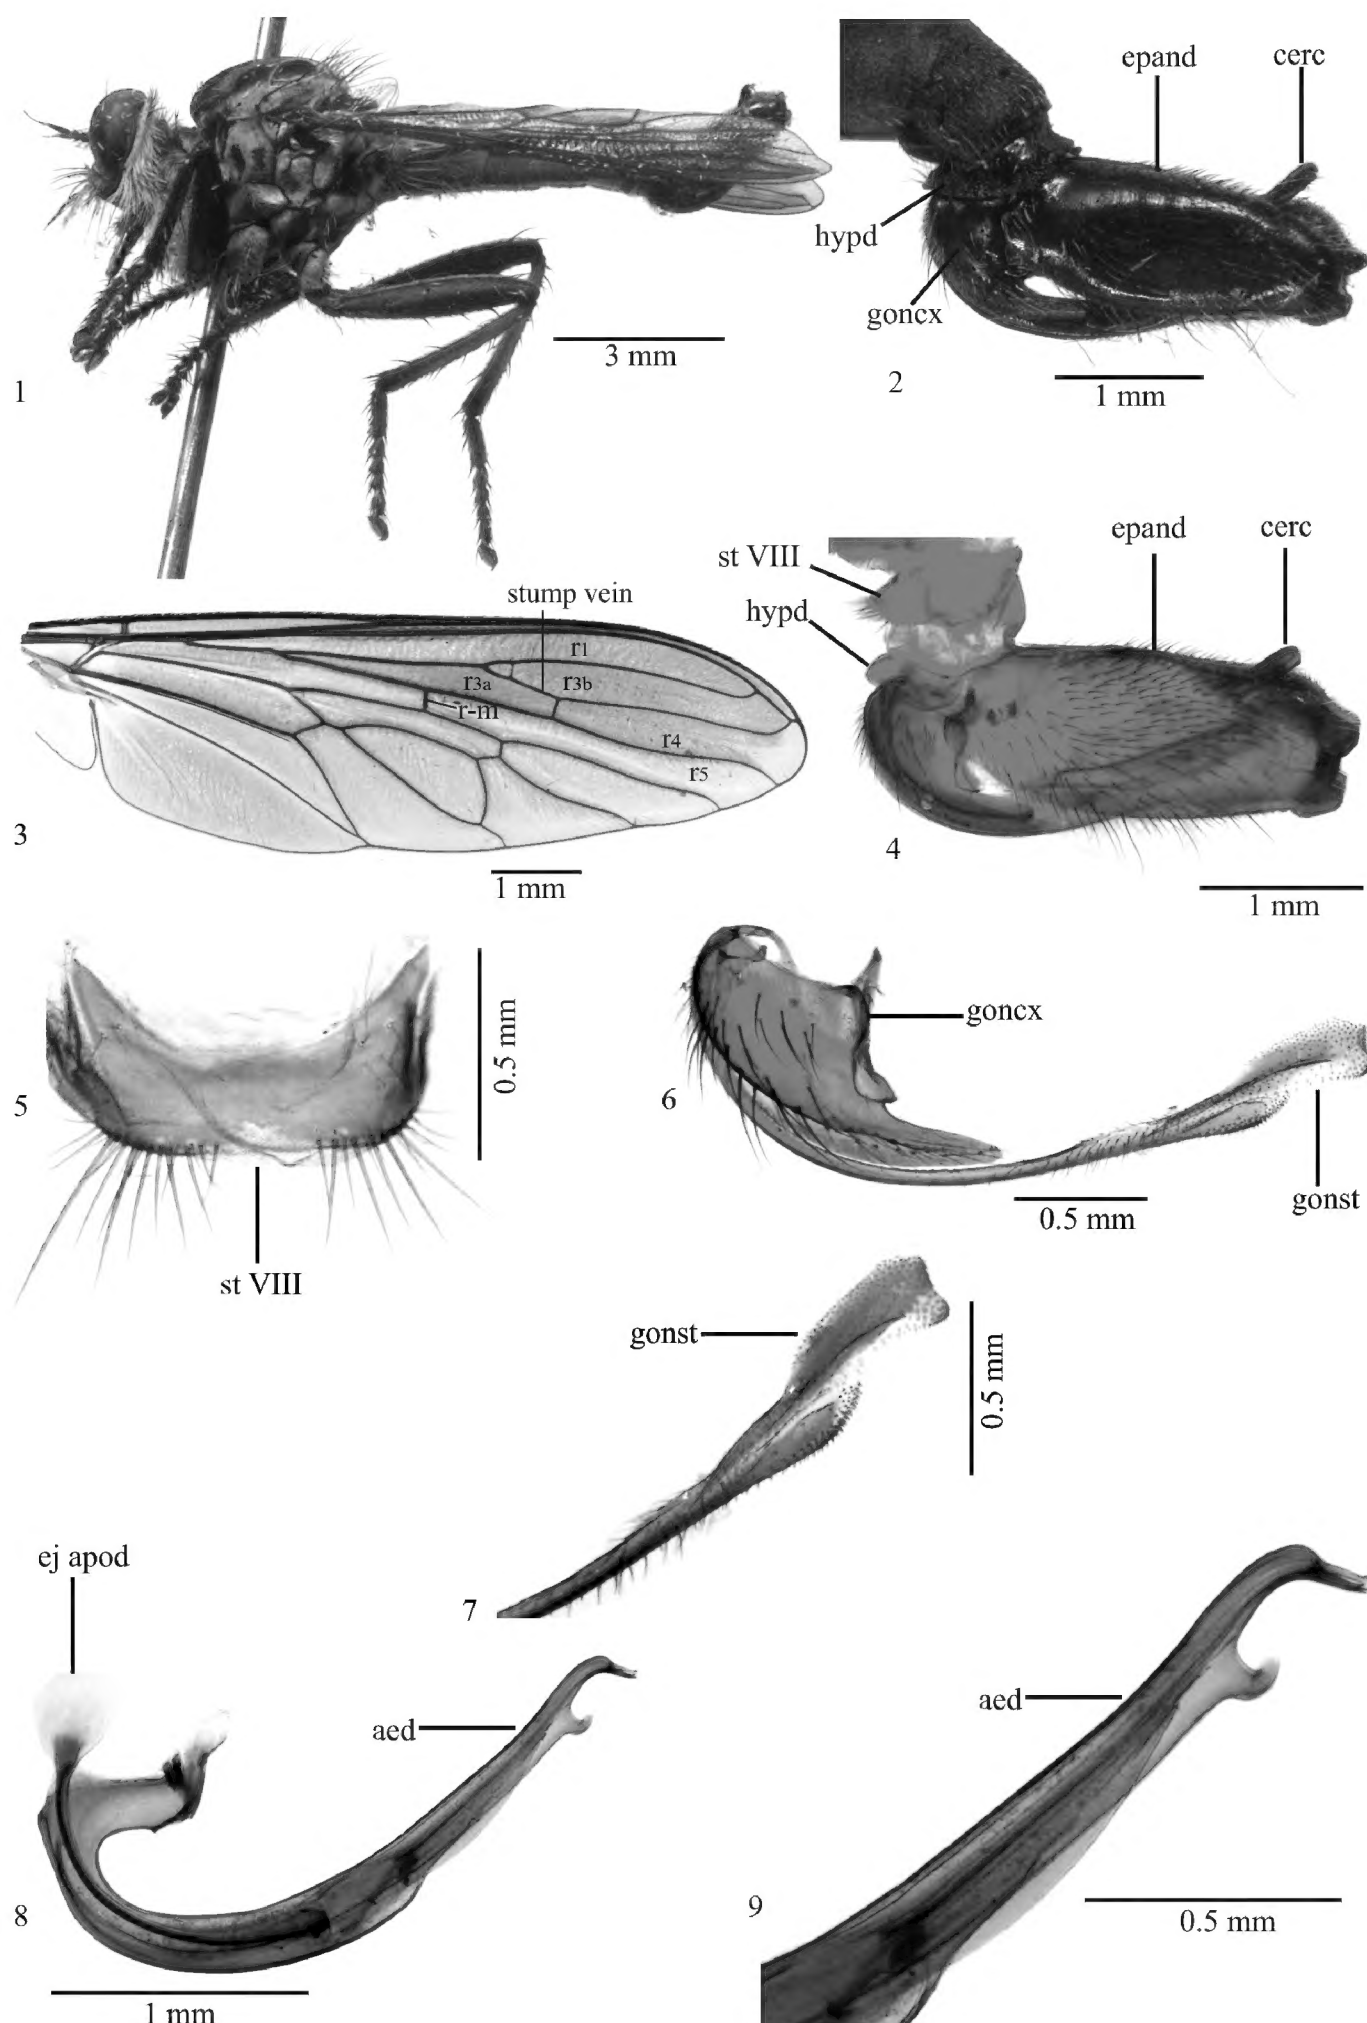 epand
cerc
hypd
goncx
3 mm
1
2
1 mm
epand
cerc
st VIII
stump vein
hypd
r1
r3a
r3b
r-m
r4
r5
3
4
1 mm
1 mm
goncx
0.5 mm
5
6
gonst
0.5 mm
st VIII
gonst
0.5 mm
ej apod
7
aed
aed
8
9
0.5 mm
1 mm